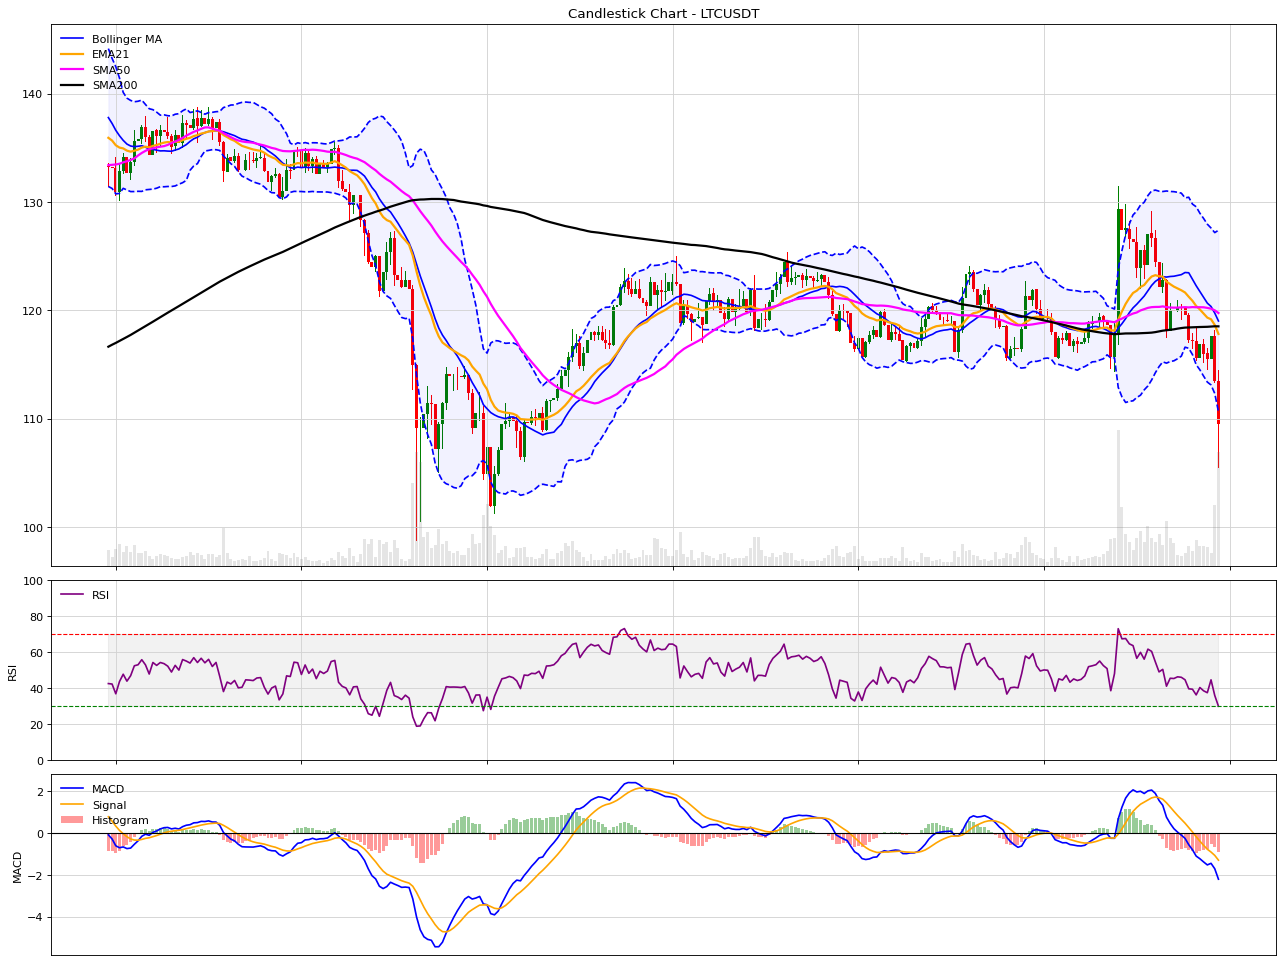 Candlestick Chart - LTCUSDT
Bollinger MA
EMA21
SMA50
SMA200
140
130
120
110
100
RSI
100
80
60
40
20
0
RSI
MACD
Signal
Histogram
2
0
−2
−4
MACD